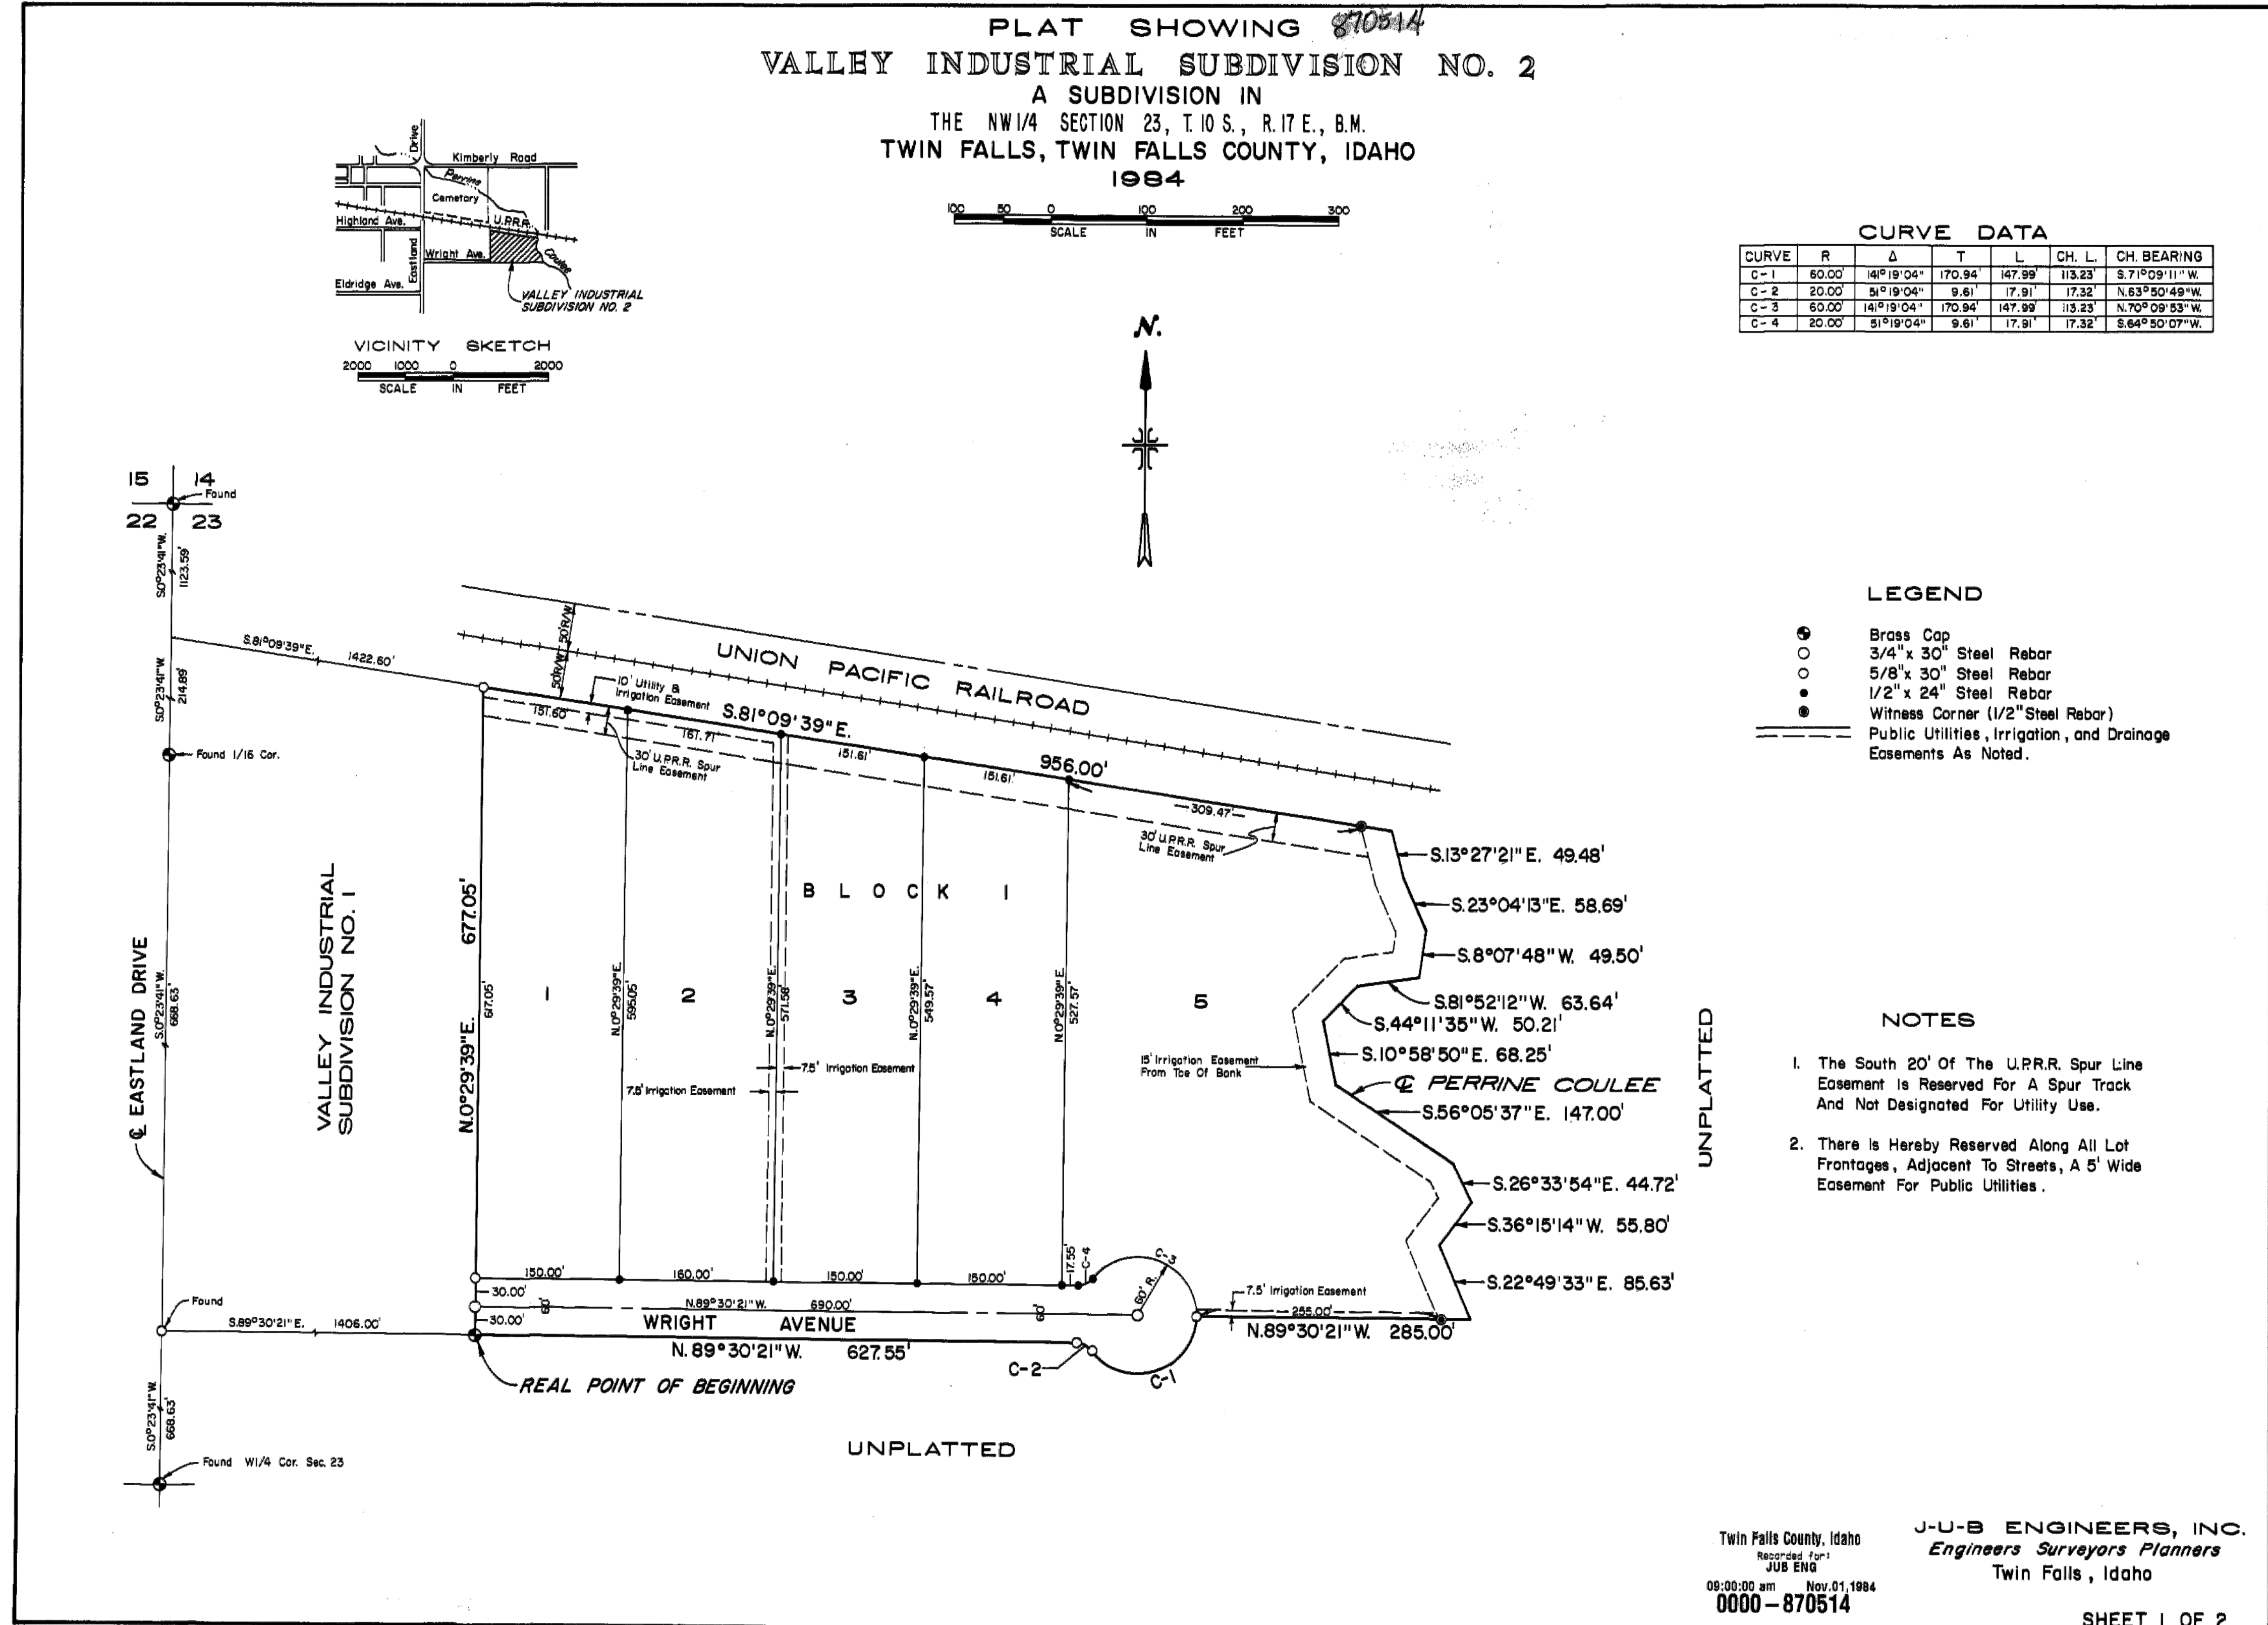 PLAT SHOWING 870514
VALLEY INDUSTRIAL SUBDIVISION NO. 2
A SUBDIVISION IN
THE NW1/4 SECTION 23, T. 10 S., R. 17 E., B.M.
TWIN FALLS, TWIN FALLS COUNTY, IDAHO
1984
100 50 0 100 200 300
SCALE IN FEET
Drive
Kimberly Road
Perrine
Cemetary
U.P.R.R.
Highland Ave.
Eastland
Wright Ave.
Coulee
Eldridge Ave.
VALLEY INDUSTRIAL
SUBDIVISION NO. 2
VICINITY SKETCH
2000 1000 0 2000
SCALE IN FEET
CURVE DATA
CURVE R Δ T L CH. L. CH. BEARING
C-1 60.00' 141°19'04" 170.94' 147.99' 113.23' S.71°09'11"W.
C-2 20.00' 51°19'04" 9.61' 17.91' 17.32' N.63°50'49"W.
C-3 60.00' 141°19'04" 170.94' 147.99' 113.23' N.70°09'53"W.
C-4 20.00' 51°19'04" 9.61' 17.91' 17.32' S.64°50'07"W.
N.
15 14
Found
22 23
S.0°23'41"W.
1123.59'
S.81°09'39"E. 1422.60'
S.0°23'41"W.
214.89'
Found 1/16 Cor.
50'R/W
50'R/W
UNION PACIFIC RAILROAD
10' Utility &
Irrigation Easement
S.81°09'39"E.
956.00'
151.60'
161.71'
151.61'
151.61'
309.47'
30' U.P.R.R. Spur
Line Easement
30' U.P.R.R. Spur
Line Easement
LEGEND
Brass Cap
3/4" x 30" Steel Rebar
5/8" x 30" Steel Rebar
1/2" x 24" Steel Rebar
Witness Corner (1/2" Steel Rebar)
Public Utilities, Irrigation, and Drainage
Easements As Noted.
BLOCK 1
S.13°27'21"E. 49.48'
S.23°04'13"E. 58.69'
S.8°07'48"W. 49.50'
S.81°52'12"W. 63.64'
S.44°11'35"W. 50.21'
S.10°58'50"E. 68.25'
℄ PERRINE COULEE
S.56°05'37"E. 147.00'
S.26°33'54"E. 44.72'
S.36°15'14"W. 55.80'
S.22°49'33"E. 85.63'
℄ EASTLAND DRIVE
S.0°23'41"W.
668.63'
VALLEY INDUSTRIAL
SUBDIVISION NO. 1
N.0°29'39"E. 677.05'
617.05'
1
N.0°29'39"E.
595.05'
2
N.0°29'39"E.
571.58'
3
N.0°29'39"E.
549.57'
4
N.0°29'39"E.
527.57'
5
7.5' Irrigation Easement
7.5' Irrigation Easement
15' Irrigation Easement
From Toe Of Bank
UNPLATTED
NOTES
1. The South 20' Of The U.P.R.R. Spur Line
Easement Is Reserved For A Spur Track
And Not Designated For Utility Use.
2. There Is Hereby Reserved Along All Lot
Frontages, Adjacent To Streets, A 5' Wide
Easement For Public Utilities.
150.00' 160.00' 150.00' 150.00'
17.55'
C-4
C-3
60' R.
30.00'
60'
N.89°30'21"W. 690.00'
60'
30.00'
WRIGHT AVENUE
N.89°30'21"W. 627.55'
7.5' Irrigation Easement
255.00'
N.89°30'21"W. 285.00'
C-2
C-1
Found
S.89°30'21"E. 1406.00'
REAL POINT OF BEGINNING
S.0°23'41"W.
668.63'
Found W1/4 Cor. Sec. 23
UNPLATTED
Twin Falls County, Idaho
Recorded for:
JUB ENG
09:00:00 am Nov.01,1984
0000-870514
J-U-B ENGINEERS, INC.
Engineers Surveyors Planners
Twin Falls, Idaho
SHEET 1 OF 2